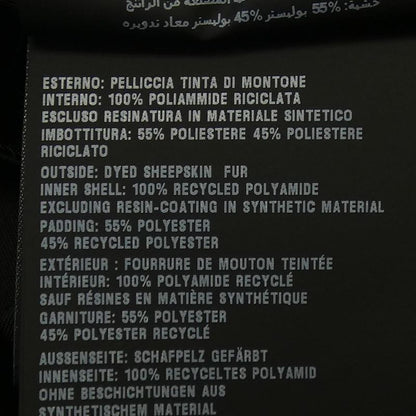 حشية: 55% بوليستر 45% بوليستر معاد تدويره
ESTERNO: PELLICCIA TINTA DI MONTONE
INTERNO: 100% POLIAMMIDE RICICLATA
ESCLUSO RESINATURA IN MATERIALE SINTETICO
IMBOTTITURA: 55% POLIESTERE 45% POLIESTERE
RICICLATO
OUTSIDE: DYED SHEEPSKIN FUR
INNER SHELL: 100% RECYCLED POLYAMIDE
EXCLUDING RESIN-COATING IN SYNTHETIC MATERIAL
PADDING: 55% POLYESTER
45% RECYCLED POLYESTER
EXTÉRIEUR : FOURRURE DE MOUTON TEINTÉE
INTÉRIEUR: 100% POLYAMIDE RECYCLÉ
SAUF RÉSINES EN MATIÈRE SYNTHÉTIQUE
GARNITURE: 55% POLYESTER
45% POLYESTER RECYCLÉ
AUSSENSEITE: SCHAFPELZ GEFÄRBT
INNENSEITE: 100% RECYCELTES POLYAMID
OHNE BESCHICHTUNGEN AUS
SYNTHETISCHEM MATERIAL